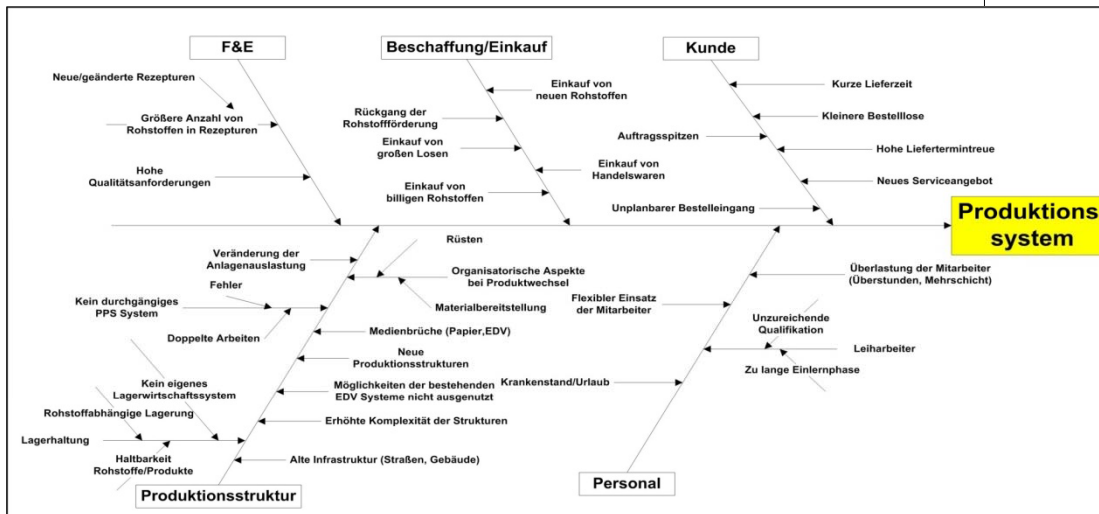 F&E
Beschaffung/Einkauf
Kunde
Neue/geänderte Rezepturen
Größere Anzahl von
Rohstoffen in Rezepturen
Hohe
Qualitätsanforderungen
Einkauf von
neuen Rohstoffen
Rückgang der
Rohstoffförderung
Einkauf von
großen Losen
Einkauf von
Handelswaren
Einkauf von
billigen Rohstoffen
Kurze Lieferzeit
Kleinere Bestelllose
Auftragsspitzen
Hohe Liefertermintreue
Neues Serviceangebot
Unplanbarer Bestelleingang
Produktions
system
Veränderung der
Anlagenauslastung
Rüsten
Organisatorische Aspekte
bei Produktwechsel
Fehler
Kein durchgängiges
PPS System
Materialbereitstellung
Doppelte Arbeiten
Medienbrüche (Papier,EDV)
Neue
Produktionsstrukturen
Kein eigenes
Lagerwirtschaftssystem
Möglichkeiten der bestehenden
EDV Systeme nicht ausgenutzt
Rohstoffabhängige Lagerung
Erhöhte Komplexität der Strukturen
Lagerhaltung
Haltbarkeit
Rohstoffe/Produkte
Alte Infrastruktur (Straßen, Gebäude)
Produktionsstruktur
Überlastung der Mitarbeiter
(Überstunden, Mehrschicht)
Flexibler Einsatz
der Mitarbeiter
Unzureichende
Qualifikation
Leiharbeiter
Zu lange Einlernphase
Krankenstand/Urlaub
Personal